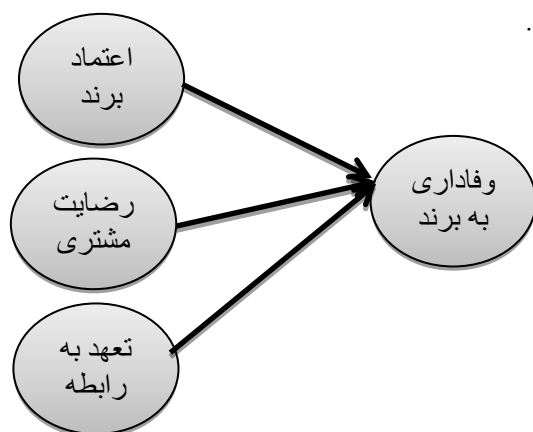 .
اعتماد
برند
وفاداری
به برند
رضایت
مشتری
تعهد به
رابطه